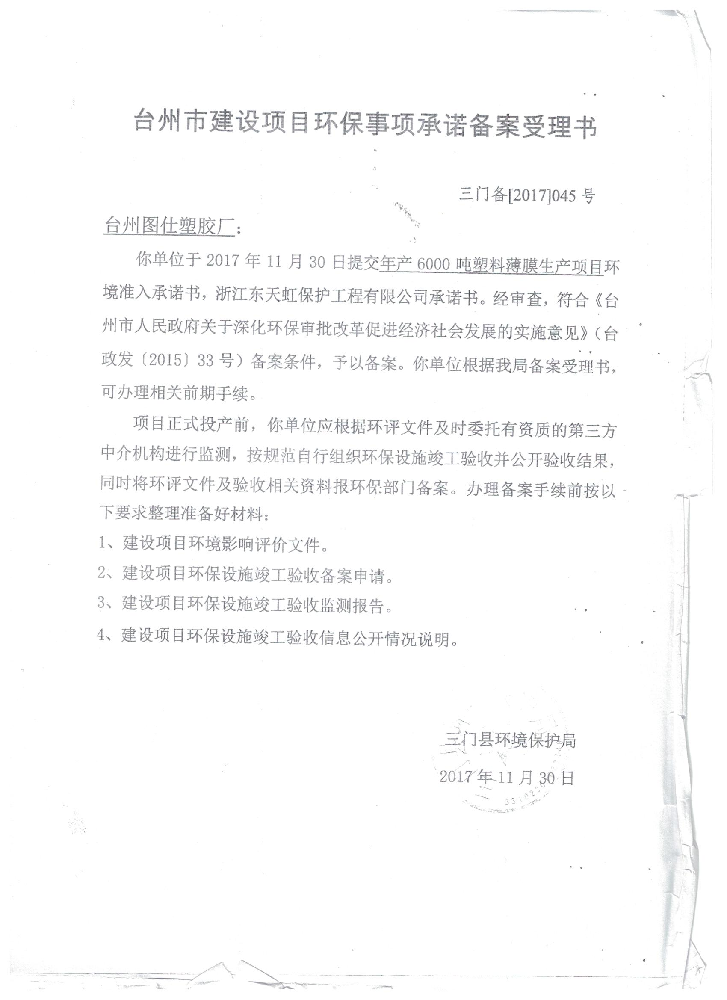 台州市建设项目环保事项承诺备案受理书
三门备[2017]045 号
台州图仕塑胶厂：
你单位于 2017 年 11 月 30 日提交年产 6000 吨塑料薄膜生产项目环
境准入承诺书，浙江东天虹保护工程有限公司承诺书。经审查，符合《台
州市人民政府关于深化环保审批改革促进经济社会发展的实施意见》（台
政发〔2015〕33 号）备案条件，予以备案。你单位根据我局备案受理书，
可办理相关前期手续。
项目正式投产前，你单位应根据环评文件及时委托有资质的第三方
中介机构进行监测，按规范自行组织环保设施竣工验收并公开验收结果，
同时将环评文件及验收相关资料报环保部门备案。办理备案手续前按以
下要求整理准备好材料：
1、建设项目环境影响评价文件。
2、建设项目环保设施竣工验收备案申请。
3、建设项目环保设施竣工验收监测报告。
4、建设项目环保设施竣工验收信息公开情况说明。
三门县环境保护局
2017 年 11 月 30 日